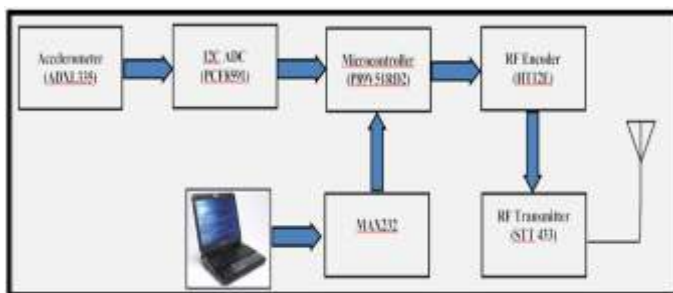 Accelerometer
(ADXL335)
I2C ADC
(PCF8591)
Microcontroller
(P89V51RD2)
RF Encoder
(HT12E)
MAX232
RF Transmitter
(STT 433)